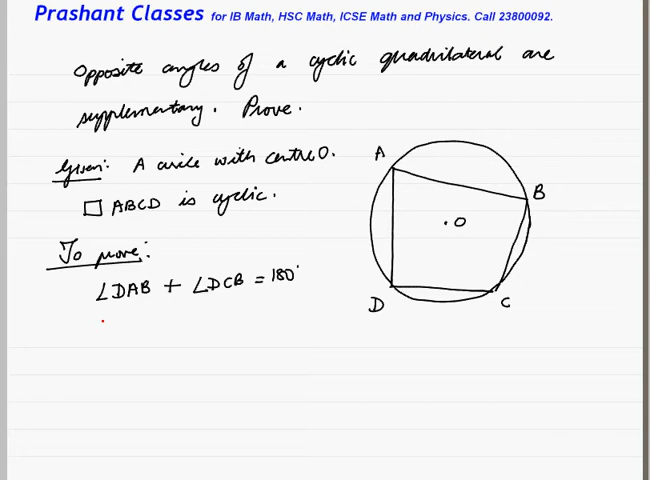 Prashant Classes for IB Math, HSC Math, ICSE Math and Physics. Call 23800092.
Opposite angles of a cyclic quadrilateral are
supplementary. Prove.
Given: A circle with centre O.
□ ABCD is cyclic.
To prove:
∠DAB + ∠DCB = 180°
A
B
O
D
C